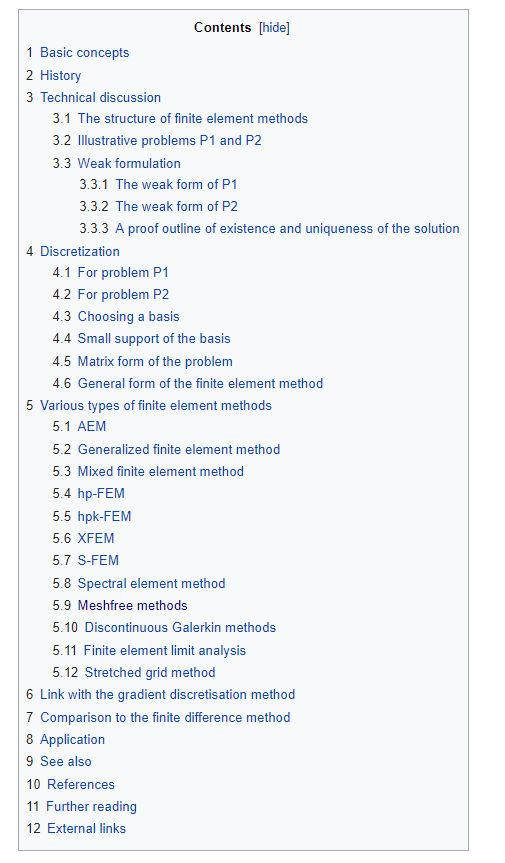 Contents [hide]
1 Basic concepts
2 History
3 Technical discussion
3.1 The structure of finite element methods
3.2 Illustrative problems P1 and P2
3.3 Weak formulation
3.3.1 The weak form of P1
3.3.2 The weak form of P2
3.3.3 A proof outline of existence and uniqueness of the solution
4 Discretization
4.1 For problem P1
4.2 For problem P2
4.3 Choosing a basis
4.4 Small support of the basis
4.5 Matrix form of the problem
4.6 General form of the finite element method
5 Various types of finite element methods
5.1 AEM
5.2 Generalized finite element method
5.3 Mixed finite element method
5.4 hp-FEM
5.5 hpk-FEM
5.6 XFEM
5.7 S-FEM
5.8 Spectral element method
5.9 Meshfree methods
5.10 Discontinuous Galerkin methods
5.11 Finite element limit analysis
5.12 Stretched grid method
6 Link with the gradient discretisation method
7 Comparison to the finite difference method
8 Application
9 See also
10 References
11 Further reading
12 External links